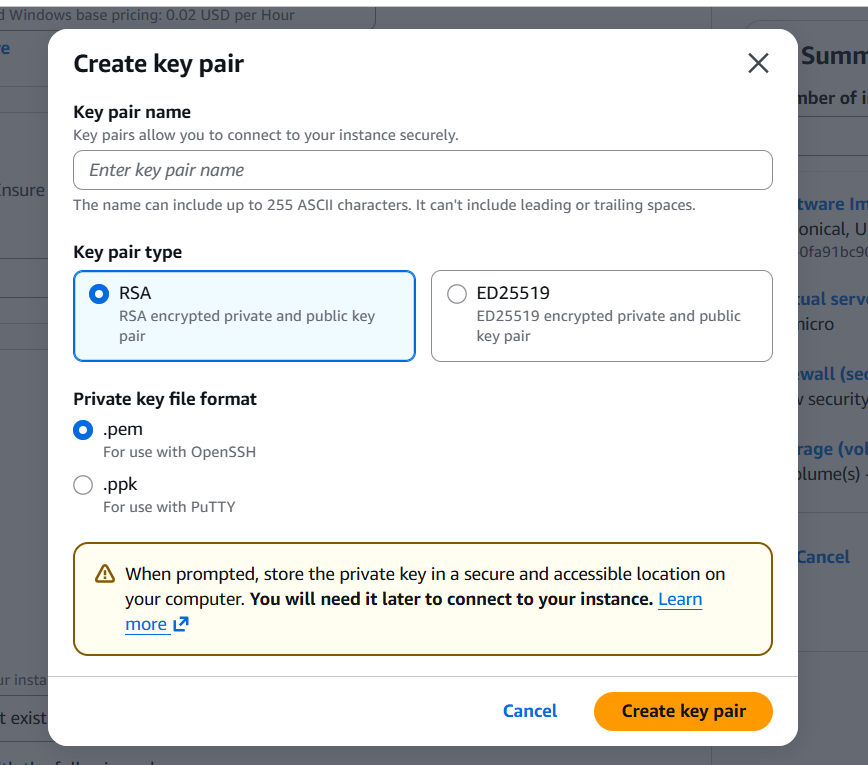 d Windows base pricing: 0.02 USD per Hour
re
Create key pair
Key pair name
Key pairs allow you to connect to your instance securely.
Enter key pair name
The name can include up to 255 ASCII characters. It can't include leading or trailing spaces.
Key pair type
RSA
RSA encrypted private and public key
pair
ED25519
ED25519 encrypted private and public
key pair
Private key file format
.pem
For use with OpenSSH
.ppk
For use with PuTTY
When prompted, store the private key in a secure and accessible location on
your computer. You will need it later to connect to your instance. Learn
more
Cancel
Create key pair
Ensure
ur insta
t exist
Summ
mber of i
tware Im
onical, U
0fa91bc90
tual serv
micro
ewall (sec
w security
rage (vol
olume(s) -
Cancel